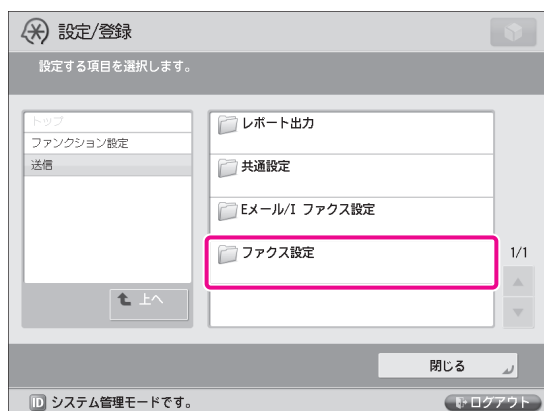 設定/登録
設定する項目を選択します。
トップ
ファンクション設定
送信
上へ
レポート出力
共通設定
Eメール/I ファクス設定
ファクス設定
1/1
閉じる
ID システム管理モードです。
ログアウト